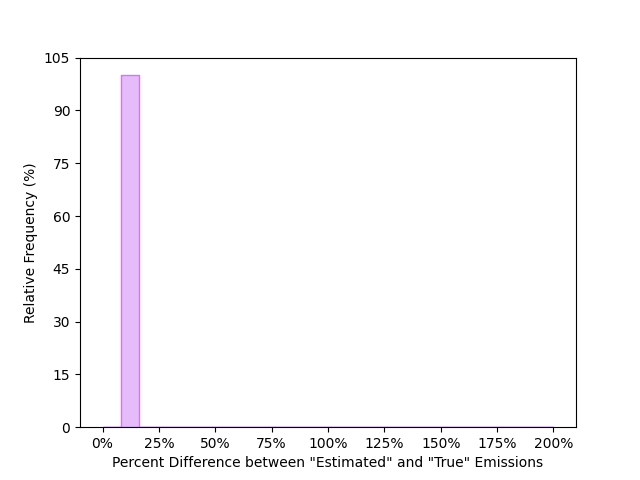 105
90
75
60
45
30
15
0
Relative Frequency (%)
0% 25% 50% 75% 100% 125% 150% 175% 200%
Percent Difference between "Estimated" and "True" Emissions